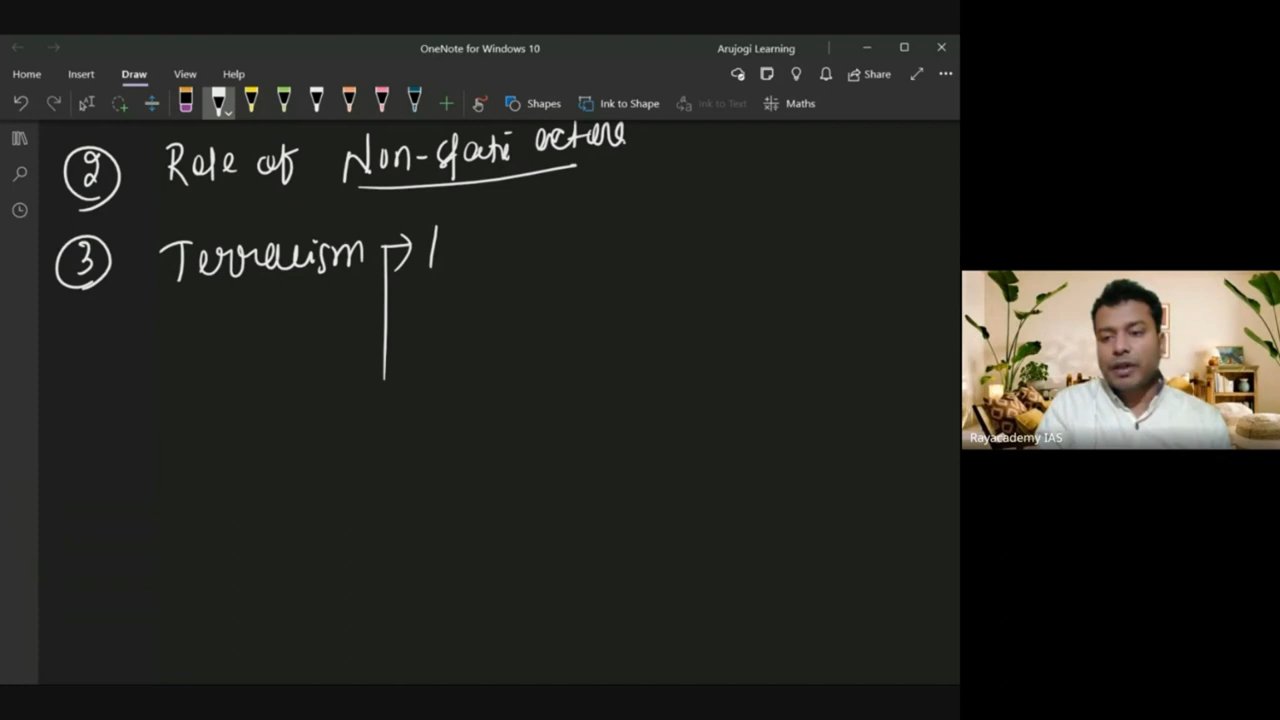 OneNote for Windows 10
Arujogi Learning
Home Insert Draw View Help
Share
Shapes Ink to Shape Ink to Text Maths
2 Role of Non-state actors
3 Terrorism
Rayacademy IAS